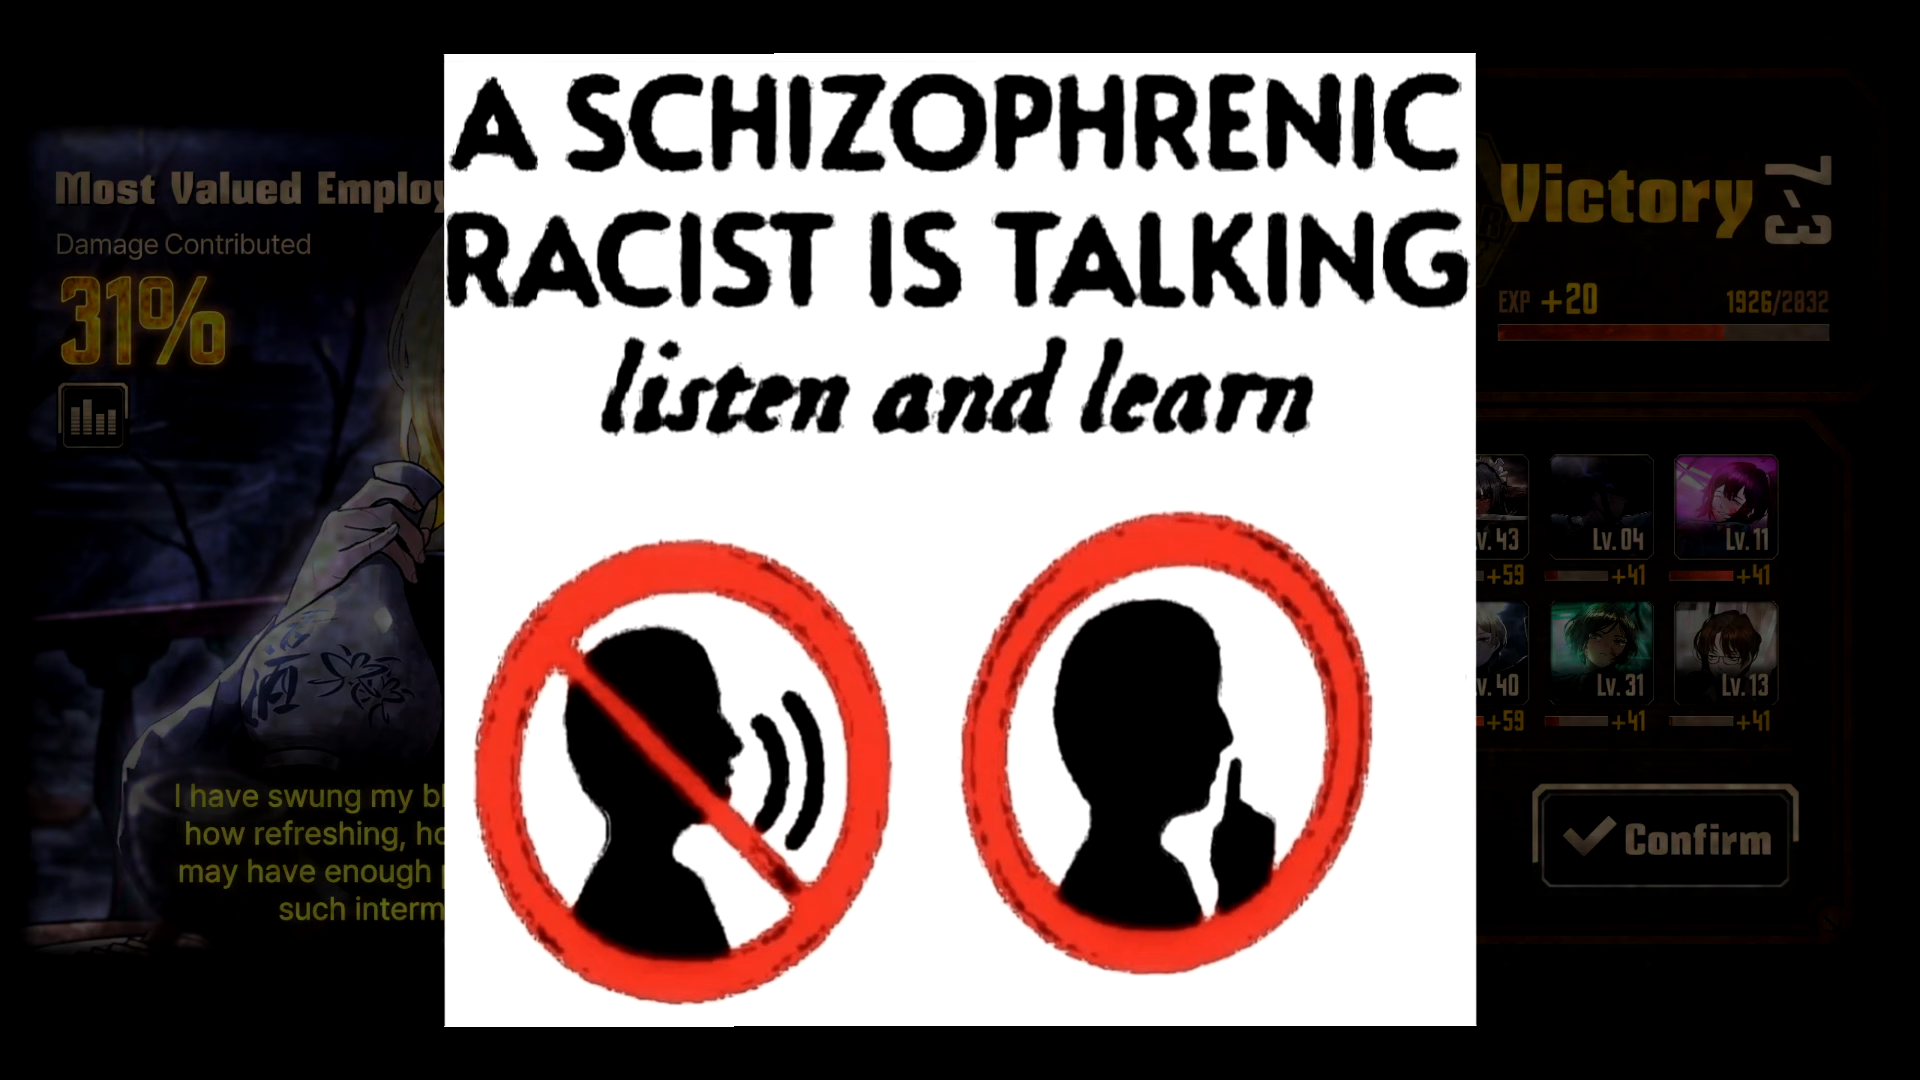 A SCHIZOPHRENIC
RACIST IS TALKING
listen and learn
Most Valued Employ
Damage Contributed
31%
I have swung my bl
how refreshing, ho
may have enough
such interm
Victory
7-3
EXP +20
1926/2832
Lv. 43
Lv. 04
Lv. 11
+59
+41
+41
Lv. 40
Lv. 31
Lv. 13
+59
+41
+41
Confirm